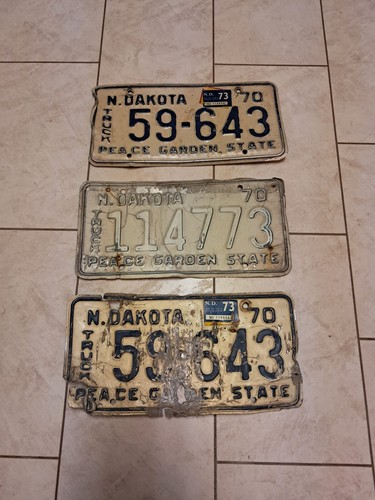 N. DAKOTA N.D. 73 70
TRUCK 59-643
PEACE GARDEN STATE
N. DAKOTA 70
TRUCK 114773
PEACE GARDEN STATE
N. DAKOTA N.D. 73 70
TRUCK 59 643
PEACE GARDEN STATE